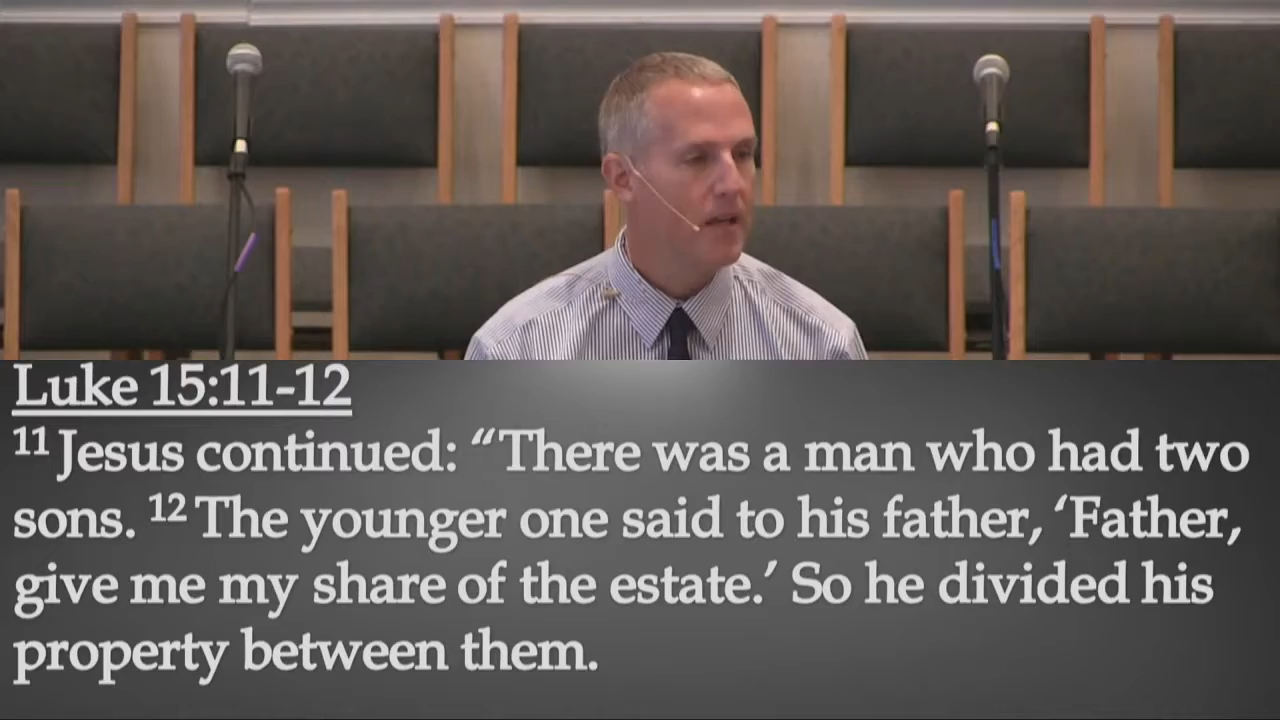 Luke 15:11-12
11 Jesus continued: “There was a man who had two
sons. 12 The younger one said to his father, ‘Father,
give me my share of the estate.’ So he divided his
property between them.